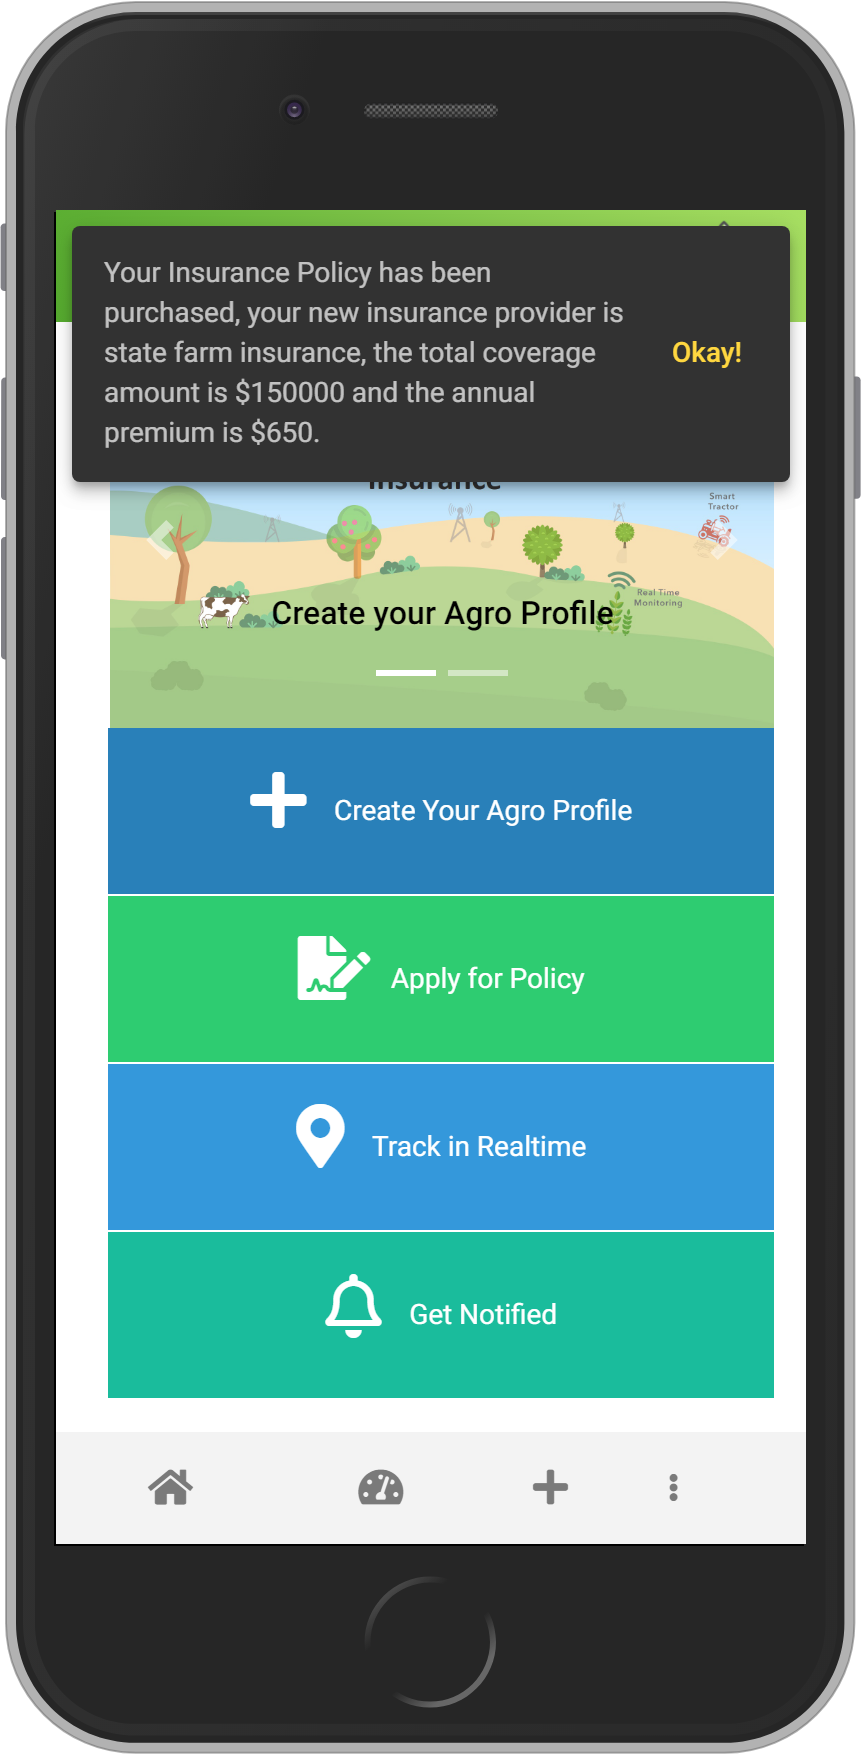 Your Insurance Policy has been
purchased, your new insurance provider is
state farm insurance, the total coverage
amount is $150000 and the annual
premium is $650.
Okay!
Insurance
Smart
Tractor
Real Time
Monitoring
Create your Agro Profile
Create Your Agro Profile
Apply for Policy
Track in Realtime
Get Notified